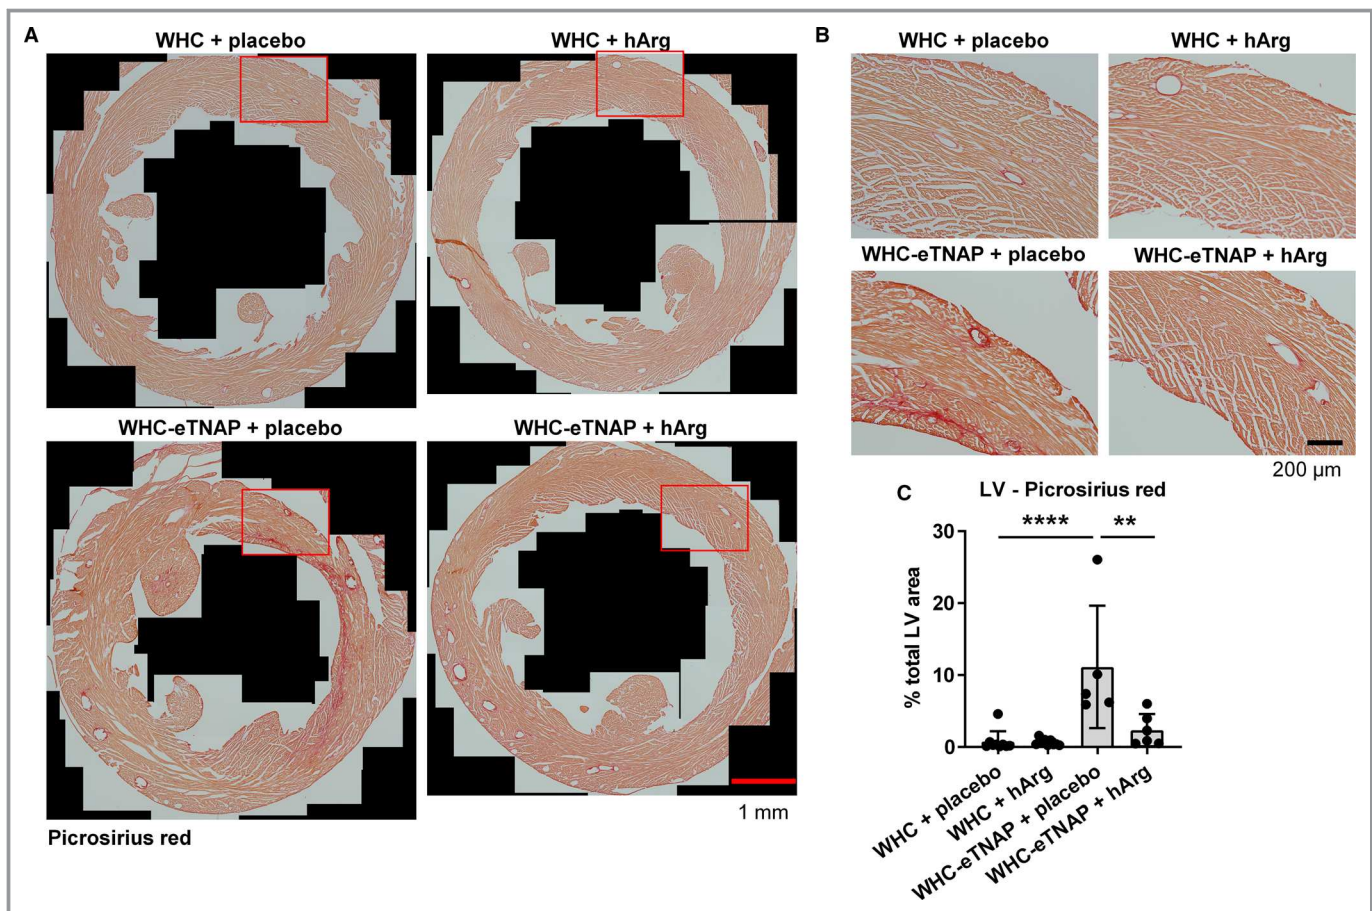 A
WHC + placebo
WHC + hArg
WHC-eTNAP + placebo
WHC-eTNAP + hArg
1 mm
Picrosirius red
B
WHC + placebo
WHC + hArg
WHC-eTNAP + placebo
WHC-eTNAP + hArg
200 µm
C
LV - Picrosirius red
**** **
% total LV area
30
20
10
0
WHC + placebo
WHC + hArg
WHC-eTNAP + placebo
WHC-eTNAP + hArg